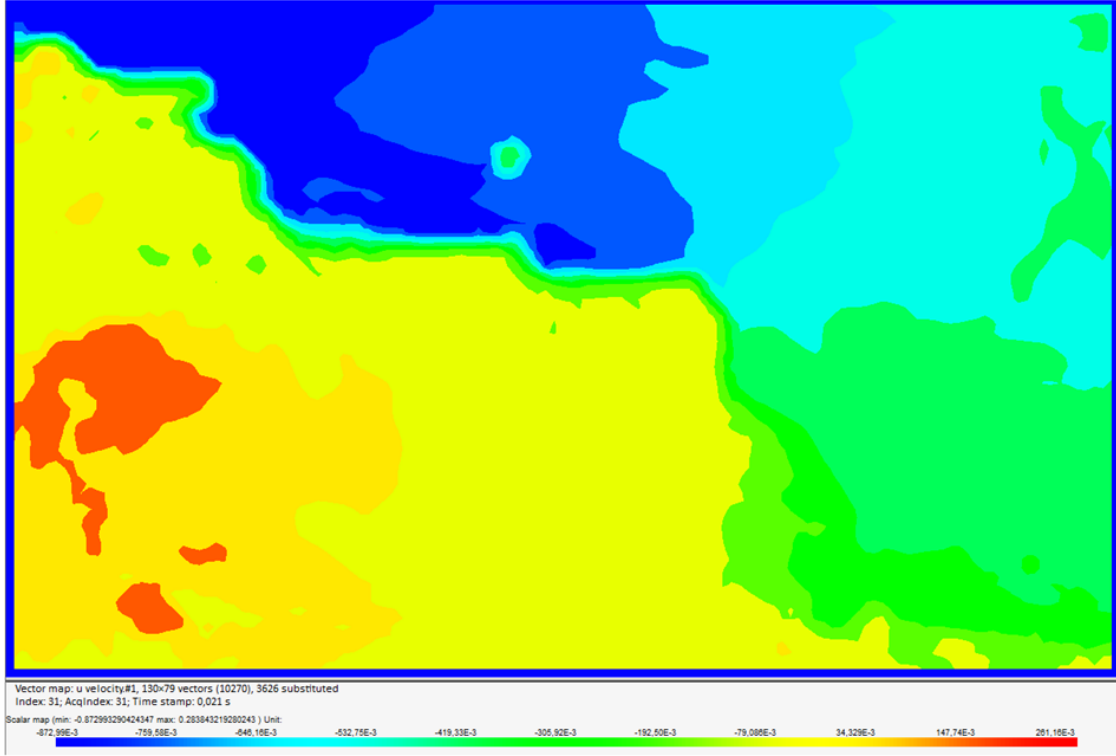 Vector map: u velocity#1, 130×79 vectors (10270), 3626 substituted
Index: 31; AcqIndex: 31; Time stamp: 0,021 s
Scalar map (min: -0.872993290424347 max: 0.283843219280243 ) Unit:
-872,99E-3 -759,58E-3 -646,16E-3 -532,75E-3 -419,33E-3 -305,92E-3 -192,50E-3 -79,086E-3 34,329E-3 147,74E-3 261,16E-3